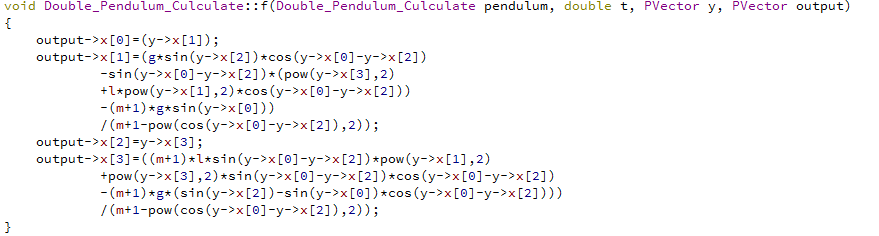 void Double_Pendulum_Culculate::f(Double_Pendulum_Culculate pendulum, double t, PVector y, PVector output)
{
    output->x[0]=(y->x[1]);
    output->x[1]=(g*sin(y->x[2])*cos(y->x[0]-y->x[2])
            -sin(y->x[0]-y->x[2])*(pow(y->x[3],2)
            +l*pow(y->x[1],2)*cos(y->x[0]-y->x[2]))
            -(m+1)*g*sin(y->x[0]))
            /(m+1-pow(cos(y->x[0]-y->x[2]),2));
    output->x[2]=y->x[3];
    output->x[3]=((m+1)*l*sin(y->x[0]-y->x[2])*pow(y->x[1],2)
            +pow(y->x[3],2)*sin(y->x[0]-y->x[2])*cos(y->x[0]-y->x[2])
            -(m+1)*g*(sin(y->x[2])-sin(y->x[0])*cos(y->x[0]-y->x[2])))
            /(m+1-pow(cos(y->x[0]-y->x[2]),2));
}